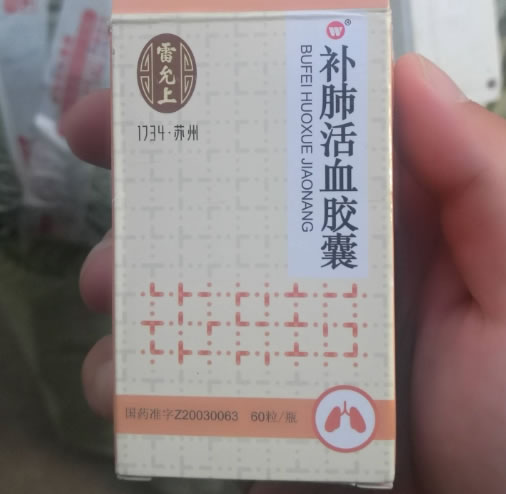 雷允上
1734·苏州
补肺活血胶囊
BUFEI HUOXUE JIAONANG
国药准字Z20030063 60粒/瓶